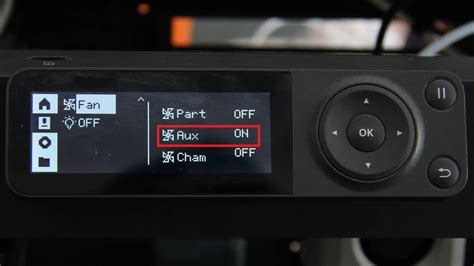 Fan
OFF
Part OFF
Aux ON
Cham OFF
OK